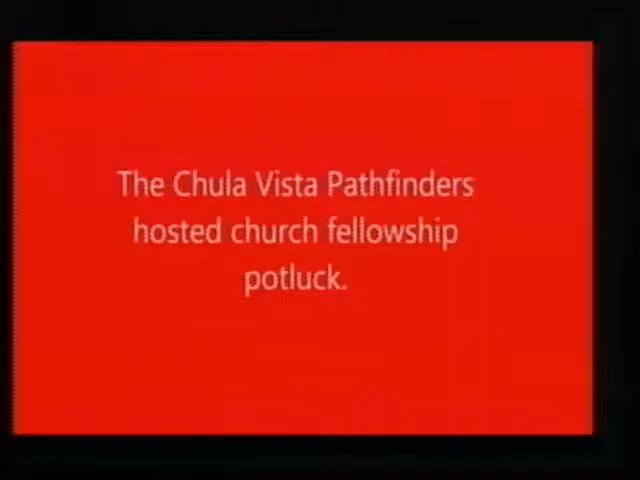 The Chula Vista Pathfinders
hosted church fellowship
potluck.